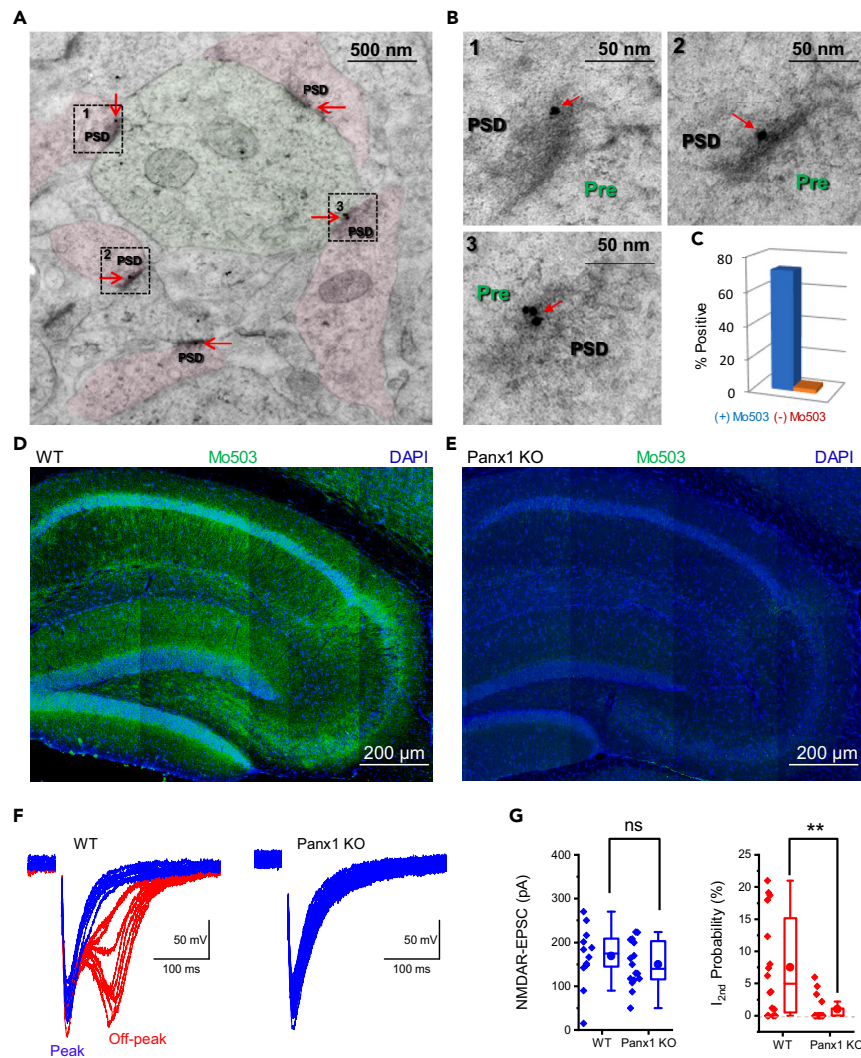 A
500 nm
PSD
1
PSD
3
PSD
PSD
2
PSD
B
1
50 nm
PSD
Pre
2
50 nm
PSD
Pre
3
50 nm
Pre
PSD
C
80
60
40
20
0
% Positive
(+) Mo503 (-) Mo503
D
WT Mo503 DAPI
200 µm
E
Panx1 KO Mo503 DAPI
200 µm
F
WT
Panx1 KO
50 mV
100 ms
50 mV
100 ms
Peak
Off-peak
G
ns
NMDAR-EPSC (pA)
400
300
200
100
0
WT Panx1 KO
**
I2nd Probability (%)
25
20
15
10
5
0
WT Panx1 KO